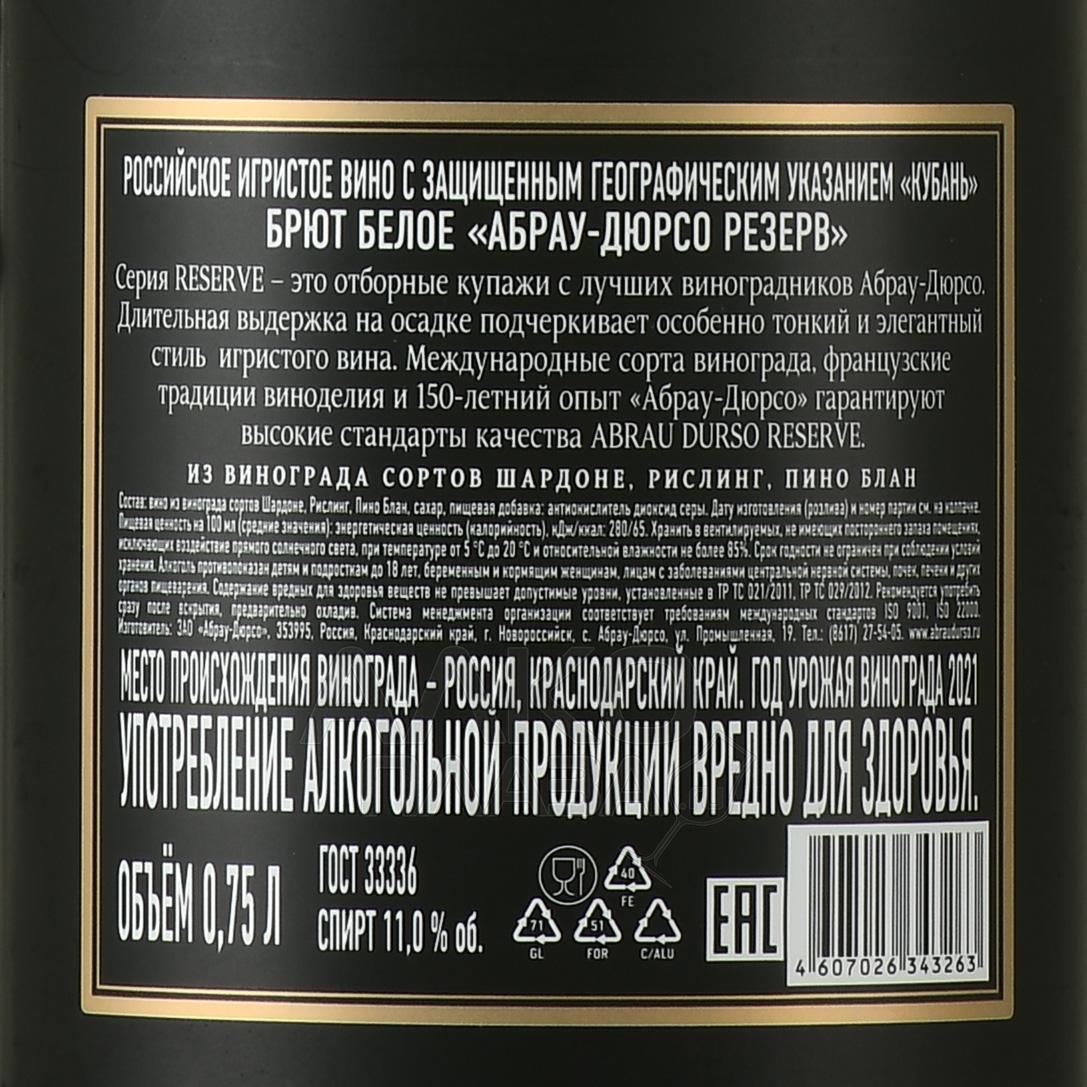 РОССИЙСКОЕ ИГРИСТОЕ ВИНО С ЗАЩИЩЕННЫМ ГЕОГРАФИЧЕСКИМ УКАЗАНИЕМ «КУБАНЬ»
БРЮТ БЕЛОЕ «АБРАУ-ДЮРСО РЕЗЕРВ»
Серия RESERVE – это отборные купажи с лучших виноградников Абрау-Дюрсо.
Длительная выдержка на осадке подчеркивает особенно тонкий и элегантный
стиль игристого вина. Международные сорта винограда, французские
традиции виноделия и 150-летний опыт «Абрау-Дюрсо» гарантируют
высокие стандарты качества ABRAU DURSO RESERVE.
ИЗ ВИНОГРАДА СОРТОВ ШАРДОНЕ, РИСЛИНГ, ПИНО БЛАН
Состав: вино из винограда сортов Шардоне, Рислинг, Пино Блан, сахар, пищевая добавка: антиокислитель диоксид серы. Дату изготовления (розлива) и номер партии см. на колпачке.
Пищевая ценность на 100 мл (средние значения): энергетическая ценность (калорийность), кДж/ккал: 280/65. Хранить в вентилируемых, не имеющих постороннего запаха помещениях,
исключающих воздействие прямого солнечного света, при температуре от 5 °С до 20 °С и относительной влажности не более 85%. Срок годности не ограничен при соблюдении условий
хранения. Алкоголь противопоказан детям и подросткам до 18 лет, беременным и кормящим женщинам, лицам с заболеваниями центральной нервной системы, почек, печени и других
органов пищеварения. Содержание вредных для здоровья веществ не превышает допустимые уровни, установленные в ТР ТС 021/2011, ТР ТС 029/2012. Рекомендуется употребить
сразу после вскрытия, предварительно охладив. Система менеджмента организации соответствует требованиям международных стандартов ISO 9001, ISO 22000.
Изготовитель: ЗАО «Абрау-Дюрсо», 353995, Россия, Краснодарский край, г. Новороссийск, с. Абрау-Дюрсо, ул. Промышленная, 19. Тел.: (8617) 27-54-05. www.abraudurso.ru
МЕСТО ПРОИСХОЖДЕНИЯ ВИНОГРАДА – РОССИЯ, КРАСНОДАРСКИЙ КРАЙ. ГОД УРОЖАЯ ВИНОГРАДА 2021
УПОТРЕБЛЕНИЕ АЛКОГОЛЬНОЙ ПРОДУКЦИИ ВРЕДНО ДЛЯ ЗДОРОВЬЯ.
ОБЪЁМ 0,75 Л
ГОСТ 33336
СПИРТ 11,0 % об.
40
FE
71
GL
51
FOR
C/ALU
EAC
4 607026 343263